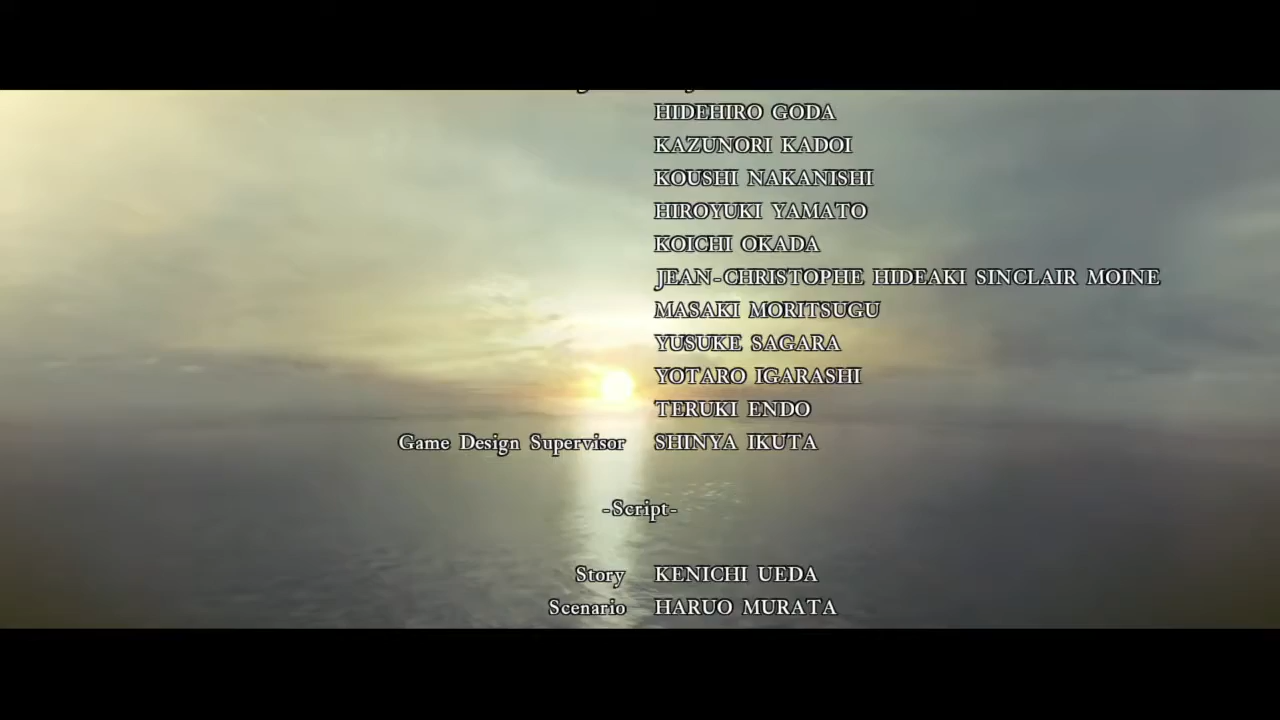 HIDEHIRO GODA
KAZUNORI KADOI
KOUSHI NAKANISHI
HIROYUKI YAMATO
KOICHI OKADA
JEAN-CHRISTOPHE HIDEAKI SINCLAIR MOINE
MASAKI MORITSUGU
YUSUKE SAGARA
YOTARO IGARASHI
TERUKI ENDO
Game Design Supervisor SHINYA IKUTA
-Script-
Story KENICHI UEDA
Scenario HARUO MURATA